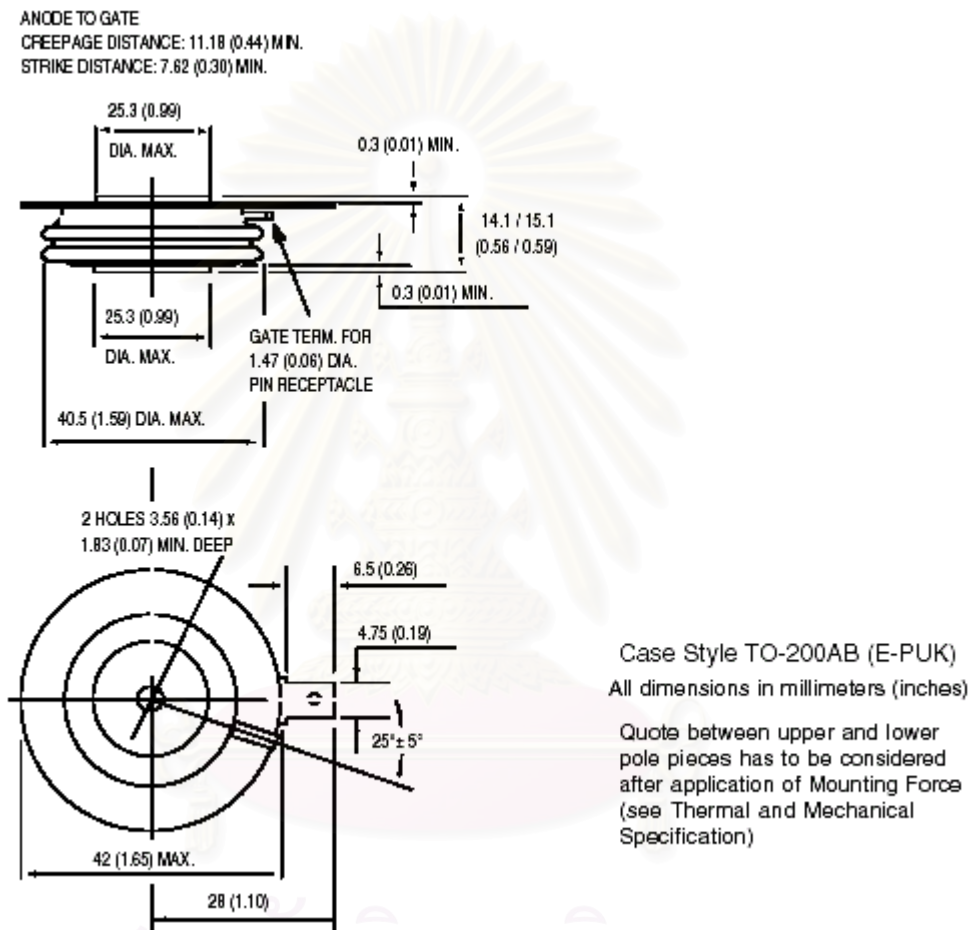 ANODE TO GATE
CREEPAGE DISTANCE: 11.18 (0.44) MIN.
STRIKE DISTANCE: 7.62 (0.30) MIN.
25.3 (0.99)
DIA. MAX.
0.3 (0.01) MIN.
14.1 / 15.1
(0.56 / 0.59)
0.3 (0.01) MIN.
25.3 (0.99)
DIA. MAX.
GATE TERM. FOR
1.47 (0.06) DIA.
PIN RECEPTACLE
40.5 (1.59) DIA. MAX.
2 HOLES 3.56 (0.14) x
1.83 (0.07) MIN. DEEP
6.5 (0.26)
4.75 (0.19)
25°± 5°
42 (1.65) MAX.
28 (1.10)
Case Style TO-200AB (E-PUK)
All dimensions in millimeters (inches)
Quote between upper and lower
pole pieces has to be considered
after application of Mounting Force
(see Thermal and Mechanical
Specification)